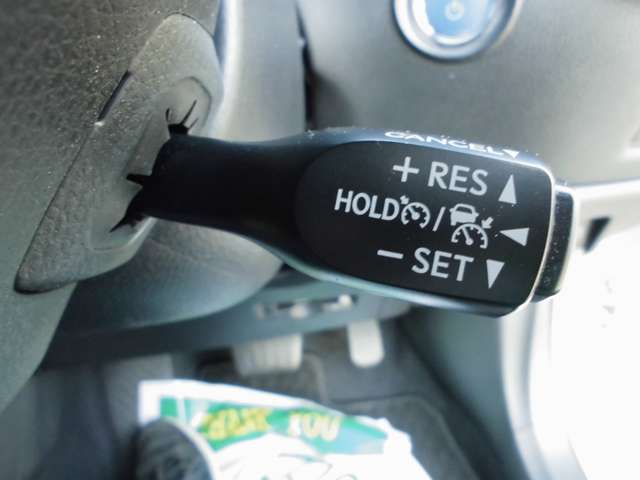 CANCEL
+ RES
HOLD /
− SET